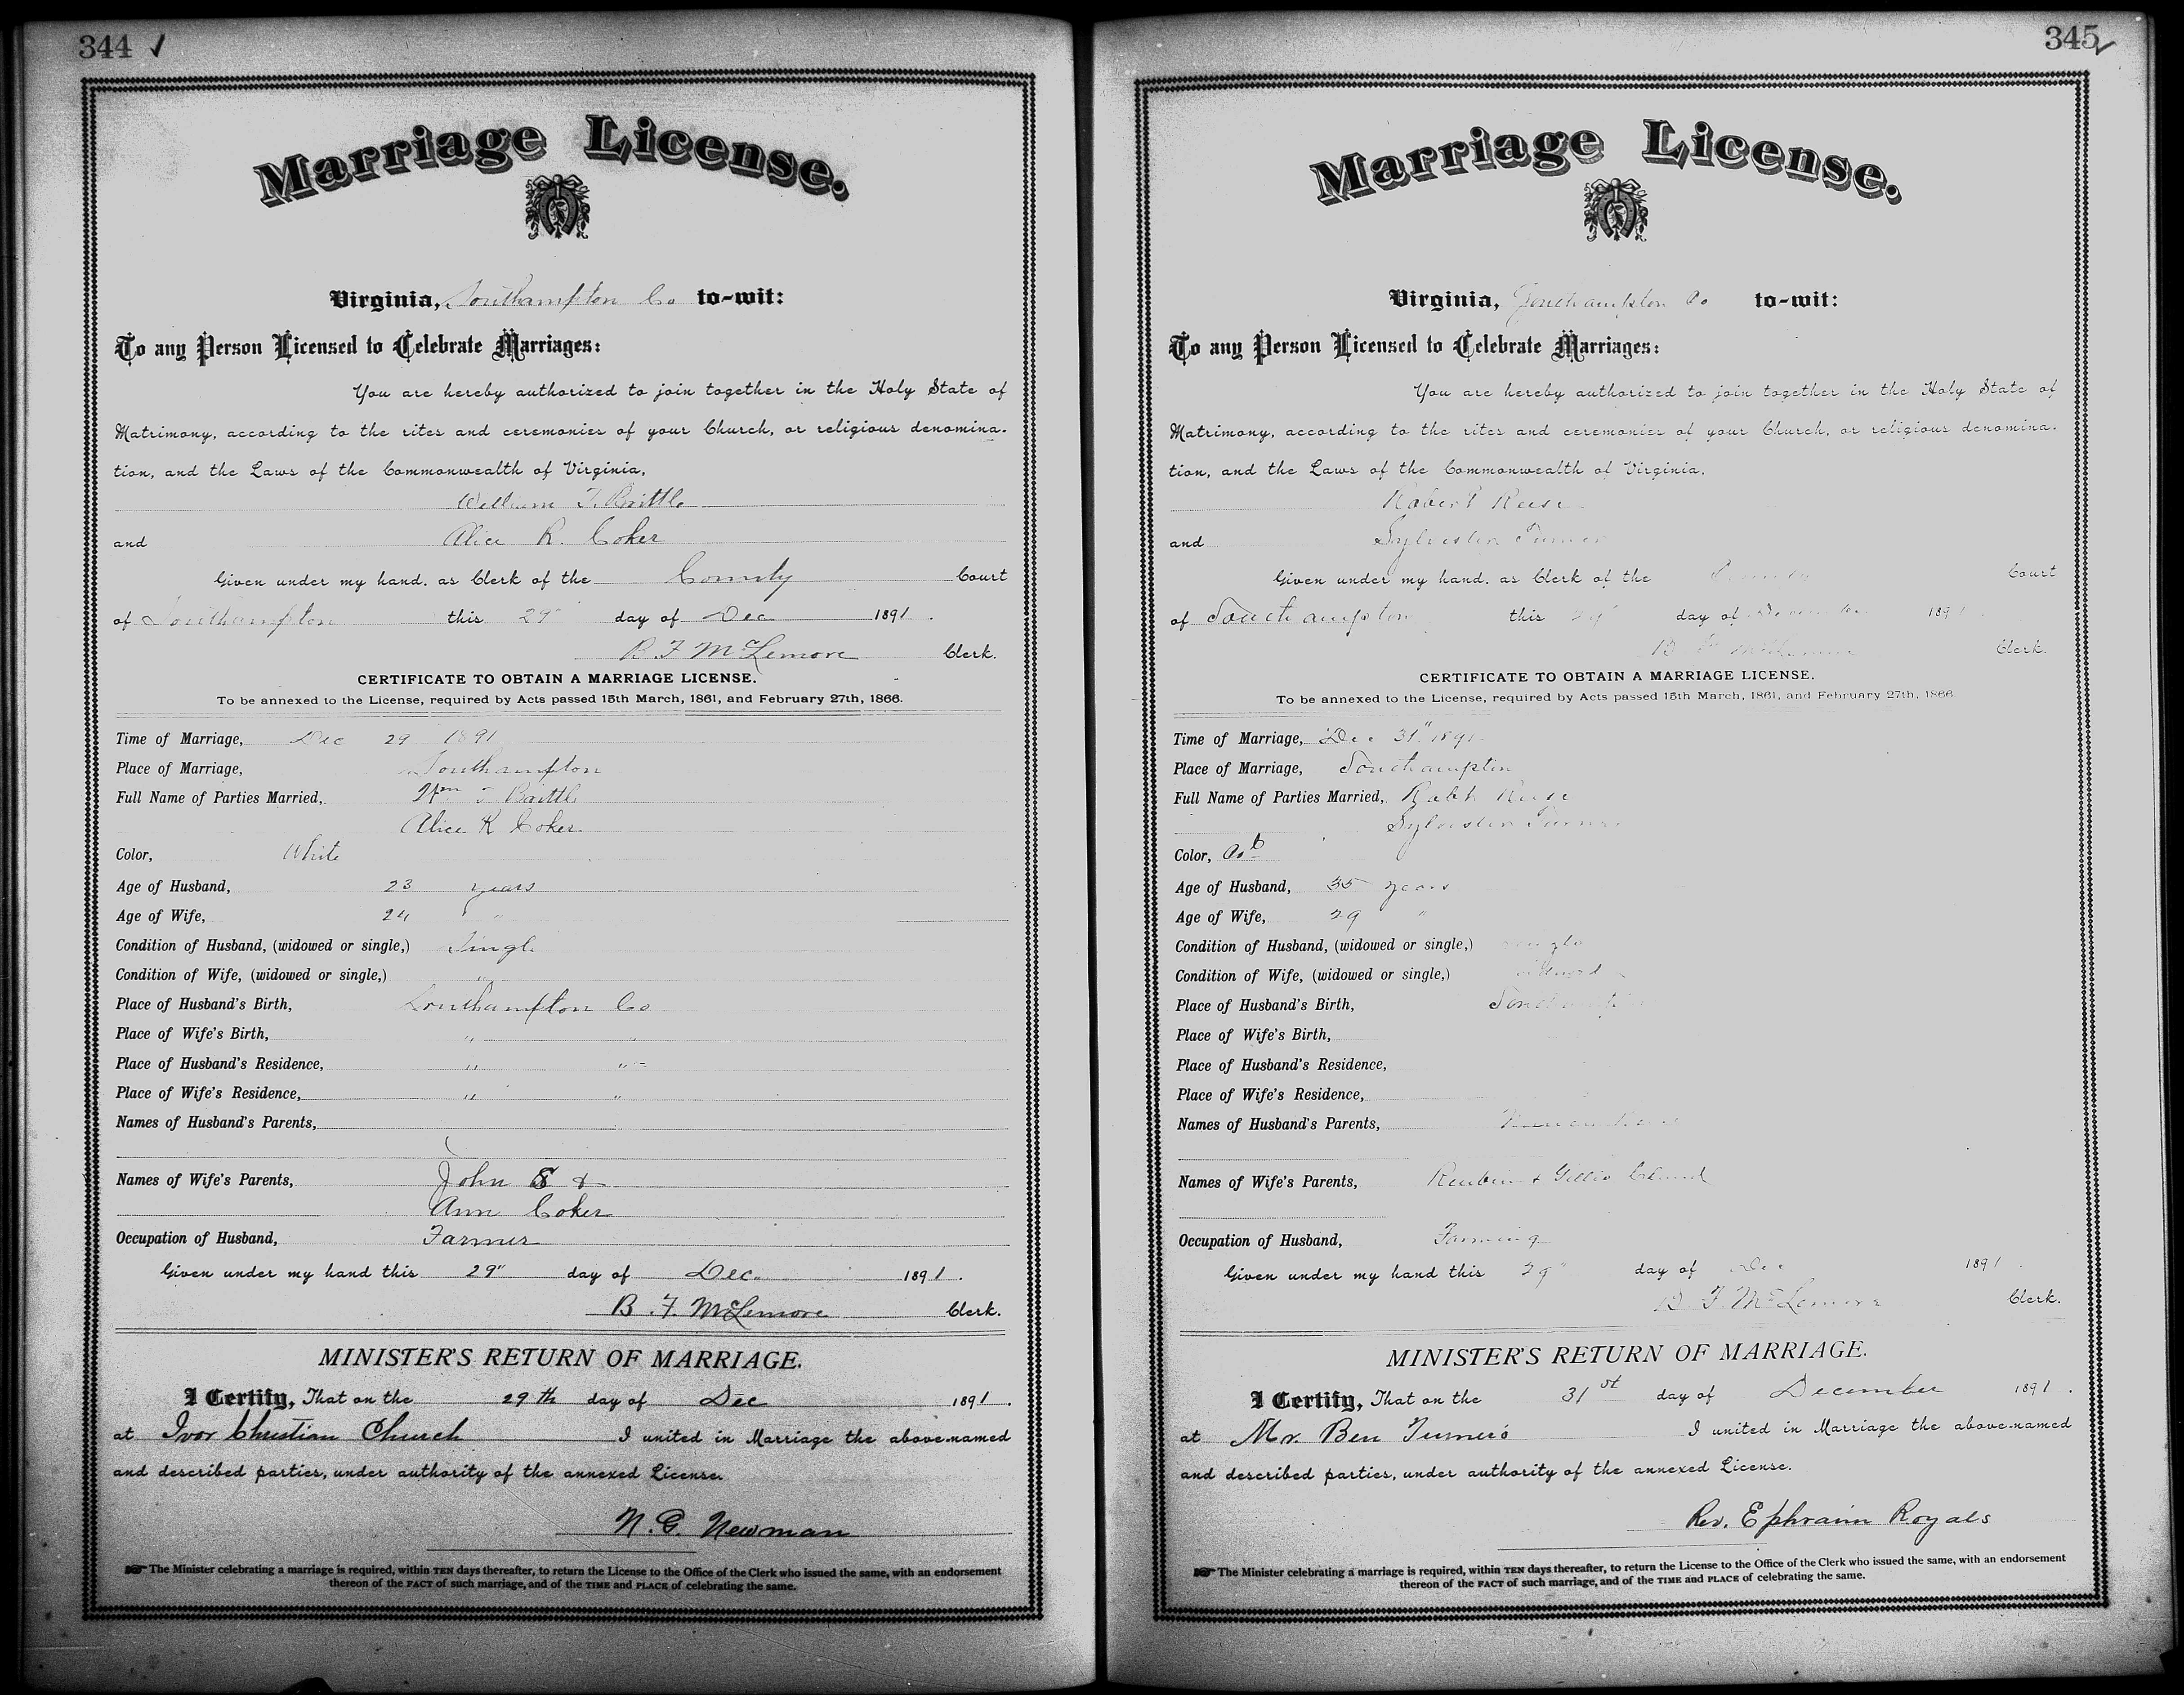 344 ✓
Marriage License.
Virginia, Southampton Co to-wit:
To any Person Licensed to Celebrate Marriages:
You are hereby authorized to join together in the Holy State of
Matrimony, according to the rites and ceremonies of your Church, or religious denomina-
tion, and the Laws of the Commonwealth of Virginia,
William T. Brittle
and Alice R. Coker
Given under my hand, as Clerk of the County Court
of Southampton this 29" day of Dec 1891.
B. F. McLemore Clerk.
CERTIFICATE TO OBTAIN A MARRIAGE LICENSE.
To be annexed to the License, required by Acts passed 15th March, 1861, and February 27th, 1866.
Time of Marriage, Dec 29 1891
Place of Marriage, Southampton
Full Name of Parties Married, Wm T Brittle
Alice R Coker
Color, White
Age of Husband, 23 years
Age of Wife, 24 "
Condition of Husband, (widowed or single,) Single
Condition of Wife, (widowed or single,) "
Place of Husband's Birth, Southampton Co
Place of Wife's Birth, " "
Place of Husband's Residence, " "
Place of Wife's Residence, " "
Names of Husband's Parents,
Names of Wife's Parents, John S &
Ann Coker
Occupation of Husband, Farmer
Given under my hand this 29" day of Dec. 1891.
B. F. McLemore Clerk.
MINISTER'S RETURN OF MARRIAGE.
I Certify, That on the 29th day of Dec 1891.
at Ivor Christian Church I united in Marriage the above-named
and described parties, under authority of the annexed License.
N. G. Newman
☞ The Minister celebrating a marriage is required, within TEN days thereafter, to return the License to the Office of the Clerk who issued the same, with an endorsement
thereon of the FACT of such marriage, and of the TIME and PLACE of celebrating the same.
345 ✓
Marriage License.
Virginia, Southampton Co to-wit:
To any Person Licensed to Celebrate Marriages:
You are hereby authorized to join together in the Holy State of
Matrimony, according to the rites and ceremonies of your Church, or religious denomina-
tion, and the Laws of the Commonwealth of Virginia,
Robert Reese
and Sylvester Turner
Given under my hand, as Clerk of the County Court
of Southampton this 29" day of December 1891
B. F. McLemore Clerk.
CERTIFICATE TO OBTAIN A MARRIAGE LICENSE.
To be annexed to the License, required by Acts passed 15th March, 1861, and February 27th, 1866.
Time of Marriage, Dec 31" 1891
Place of Marriage, Southampton
Full Name of Parties Married, Robt Reese
Sylvester Turner
Color, Cold
Age of Husband, 35 years
Age of Wife, 29 "
Condition of Husband, (widowed or single,) single
Condition of Wife, (widowed or single,) widowed
Place of Husband's Birth, Southampton
Place of Wife's Birth,
Place of Husband's Residence,
Place of Wife's Residence,
Names of Husband's Parents,
Names of Wife's Parents, Reuben &
Occupation of Husband, Farming
Given under my hand this 29" day of Dec 1891.
B. F. McLemore Clerk.
MINISTER'S RETURN OF MARRIAGE.
I Certify, That on the 31st day of December 1891.
at Mr. Ben Turner's I united in Marriage the above-named
and described parties, under authority of the annexed License.
Rev. Ephraim Royals
☞ The Minister celebrating a marriage is required, within TEN days thereafter, to return the License to the Office of the Clerk who issued the same, with an endorsement
thereon of the FACT of such marriage, and of the TIME and PLACE of celebrating the same.